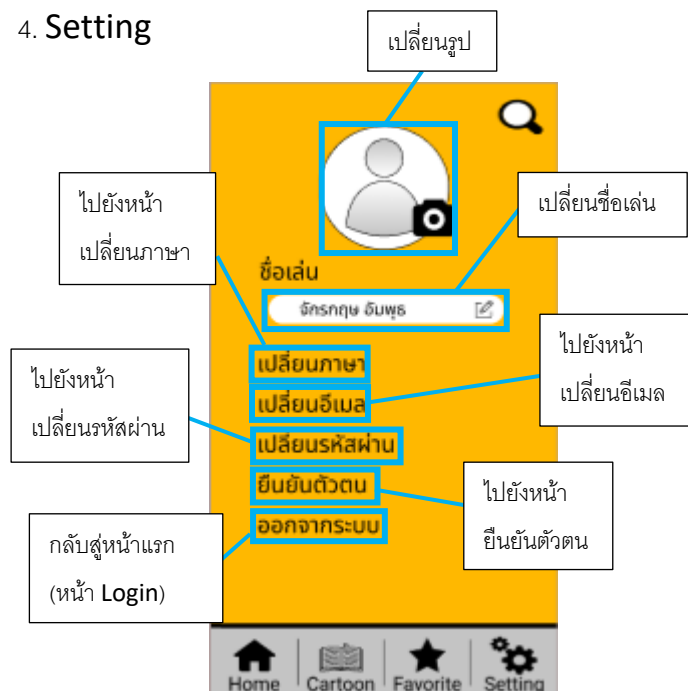 4. Setting
เปลี่ยนรูป
ไปยังหน้า
เปลี่ยนภาษา
เปลี่ยนชื่อเล่น
ชื่อเล่น
จักรกฤษ อัมพุธ
ไปยังหน้า
เปลี่ยนอีเมล
เปลี่ยนภาษา
เปลี่ยนอีเมล
ไปยังหน้า
เปลี่ยนรหัสผ่าน
เปลี่ยนรหัสผ่าน
ยืนยันตัวตน
ไปยังหน้า
ยืนยันตัวตน
ออกจากระบบ
กลับสู่หน้าแรก
(หน้า Login)
Home Cartoon Favorite Setting